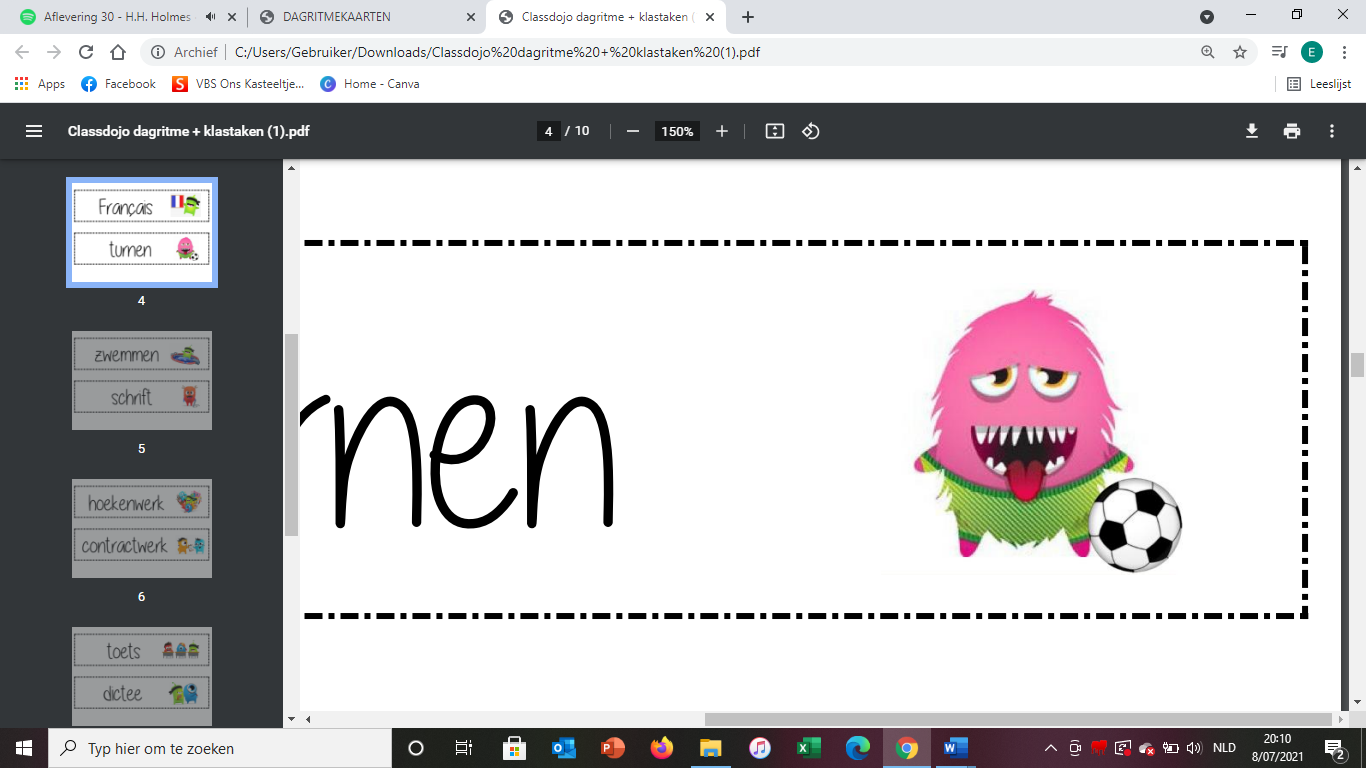 Aflevering 30 - H.H. Holmes
DAGRITMEKAARTEN
Classdojo dagritme + klastaken (
Archief
C:/Users/Gebruiker/Downloads/Classdojo%20dagritme%20+%20klastaken%20(1).pdf
E
Apps
Facebook
VBS Ons Kasteeltje...
Home - Canva
Leeslijst
Classdojo dagritme + klastaken (1).pdf
4 / 10
150%
Français
turnen
4
zwemmen
schrift
5
hoekenwerk
contractwerk
6
toets
dictee
rnen
Typ hier om te zoeken
NLD
20:10
8/07/2021
2